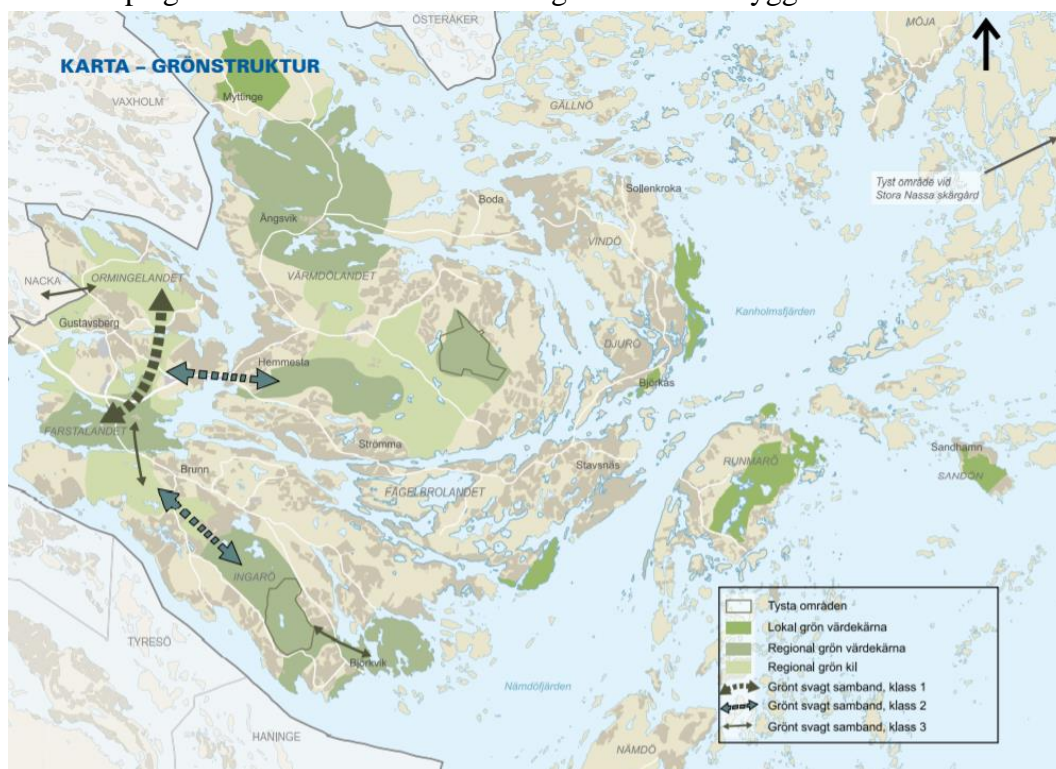 ÖSTERÅKER
MÖJA
KARTA – GRÖNSTRUKTUR
Myttinge
VAXHOLM
GÄLLNÖ
Tyst område vid
Stora Nassa skärgård
Sollenkroka
Boda
Ängsvik
VINDÖ
NACKA
ORMINGELANDET
VÄRMDÖLANDET
Kanholmsfjärden
Gustavsberg
DJURÖ
Hemmesta
Björkås
FARSTALANDET
Strömma
Sandhamn
Brunn
Stavsnäs
RUNMARÖ
SANDÖN
FÅGELBROLANDET
INGARÖ
Tysta områden
Lokal grön värdekärna
TYRESÖ
Regional grön värdekärna
Björkvik
Regional grön kil
Nämdöfjärden
Grönt svagt samband, klass 1
Grönt svagt samband, klass 2
Grönt svagt samband, klass 3
HANINGE
NÄMDÖ